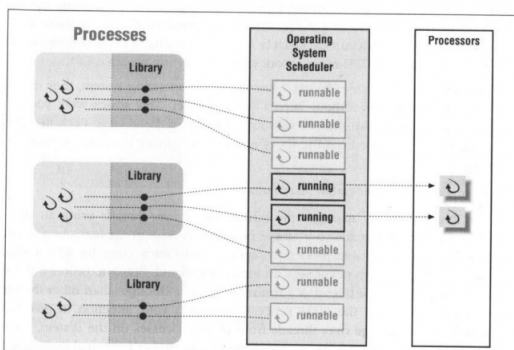 Processes
Library
Library
Library
Operating
System
Scheduler
runnable
runnable
runnable
running
running
runnable
runnable
runnable
Processors